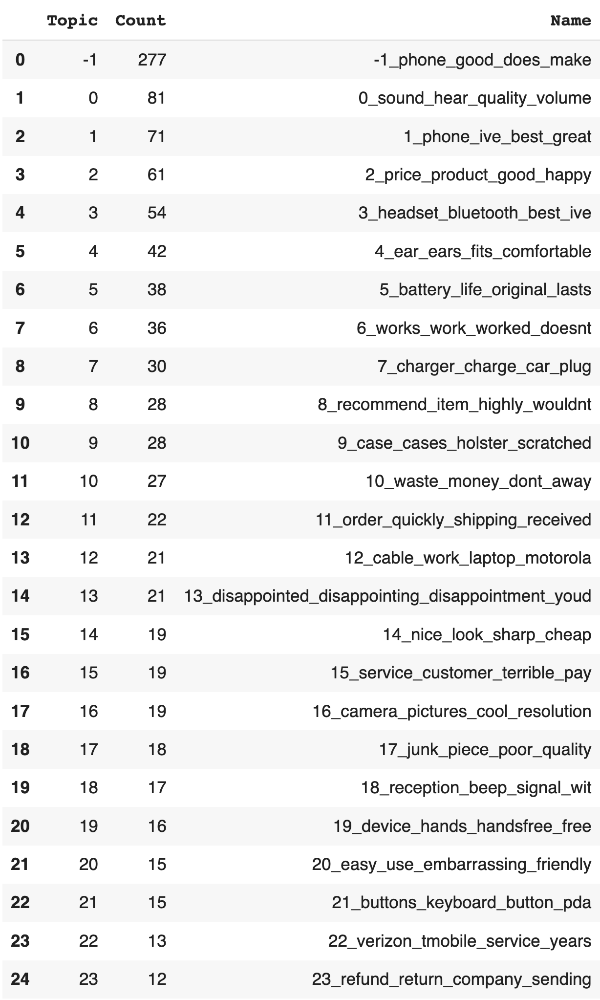 Topic Count Name
0 -1 277 -1_phone_good_does_make
1 0 81 0_sound_hear_quality_volume
2 1 71 1_phone_ive_best_great
3 2 61 2_price_product_good_happy
4 3 54 3_headset_bluetooth_best_ive
5 4 42 4_ear_ears_fits_comfortable
6 5 38 5_battery_life_original_lasts
7 6 36 6_works_work_worked_doesnt
8 7 30 7_charger_charge_car_plug
9 8 28 8_recommend_item_highly_wouldnt
10 9 28 9_case_cases_holster_scratched
11 10 27 10_waste_money_dont_away
12 11 22 11_order_quickly_shipping_received
13 12 21 12_cable_work_laptop_motorola
14 13 21 13_disappointed_disappointing_disappointment_youd
15 14 19 14_nice_look_sharp_cheap
16 15 19 15_service_customer_terrible_pay
17 16 19 16_camera_pictures_cool_resolution
18 17 18 17_junk_piece_poor_quality
19 18 17 18_reception_beep_signal_wit
20 19 16 19_device_hands_handsfree_free
21 20 15 20_easy_use_embarrassing_friendly
22 21 15 21_buttons_keyboard_button_pda
23 22 13 22_verizon_tmobile_service_years
24 23 12 23_refund_return_company_sending